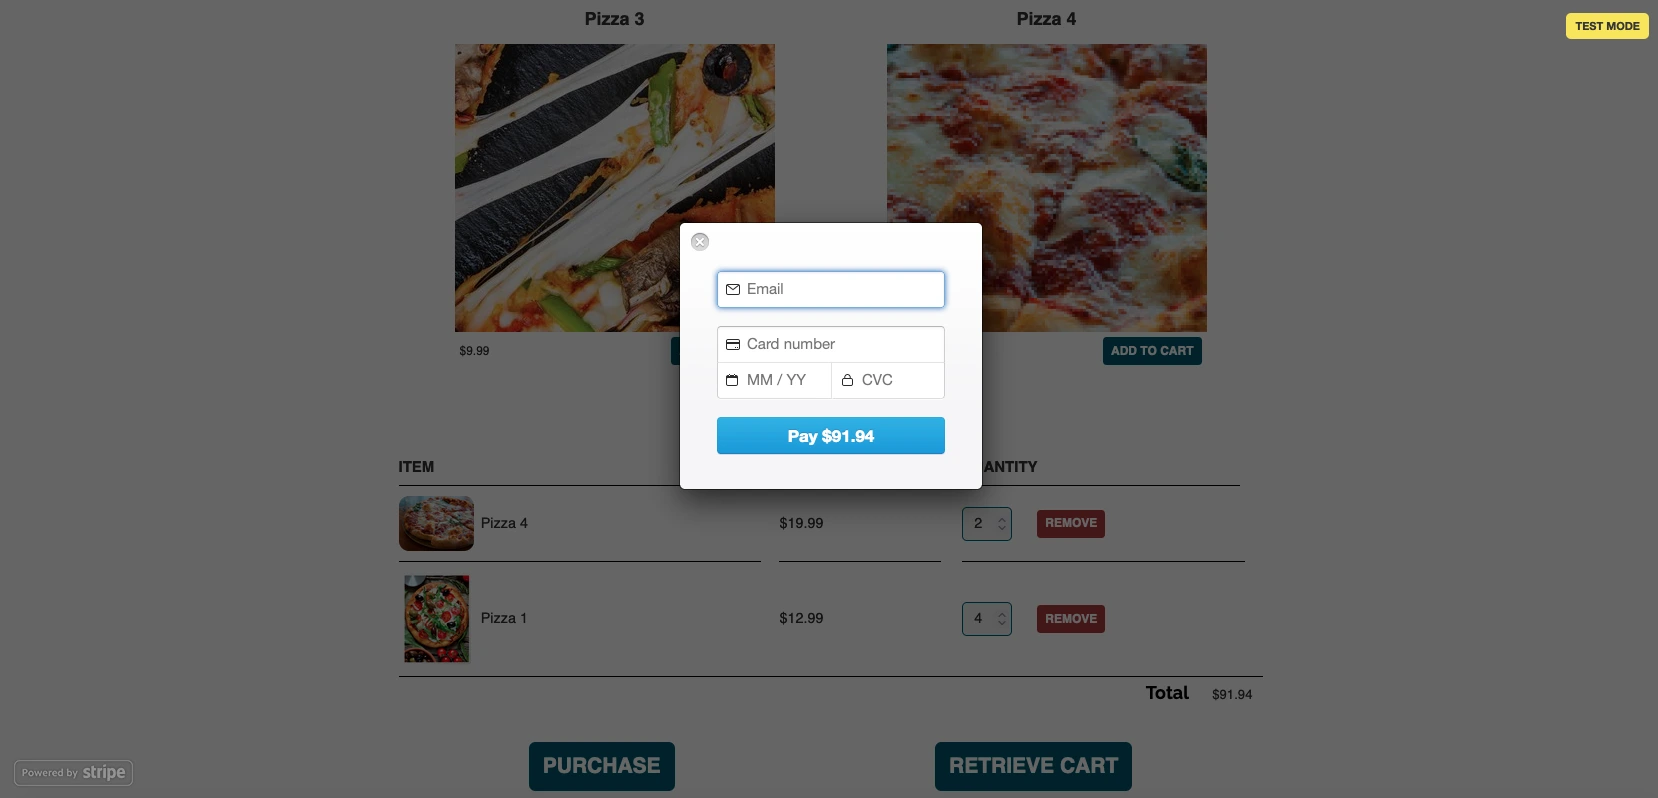 Pizza 3
Pizza 4
TEST MODE
Email
$9.99
Card number
ADD TO CART
MM / YY
CVC
Pay $91.94
ITEM
ANTITY
Pizza 4
$19.99
2
REMOVE
Pizza 1
$12.99
4
REMOVE
Total
$91.94
Powered by stripe
PURCHASE
RETRIEVE CART